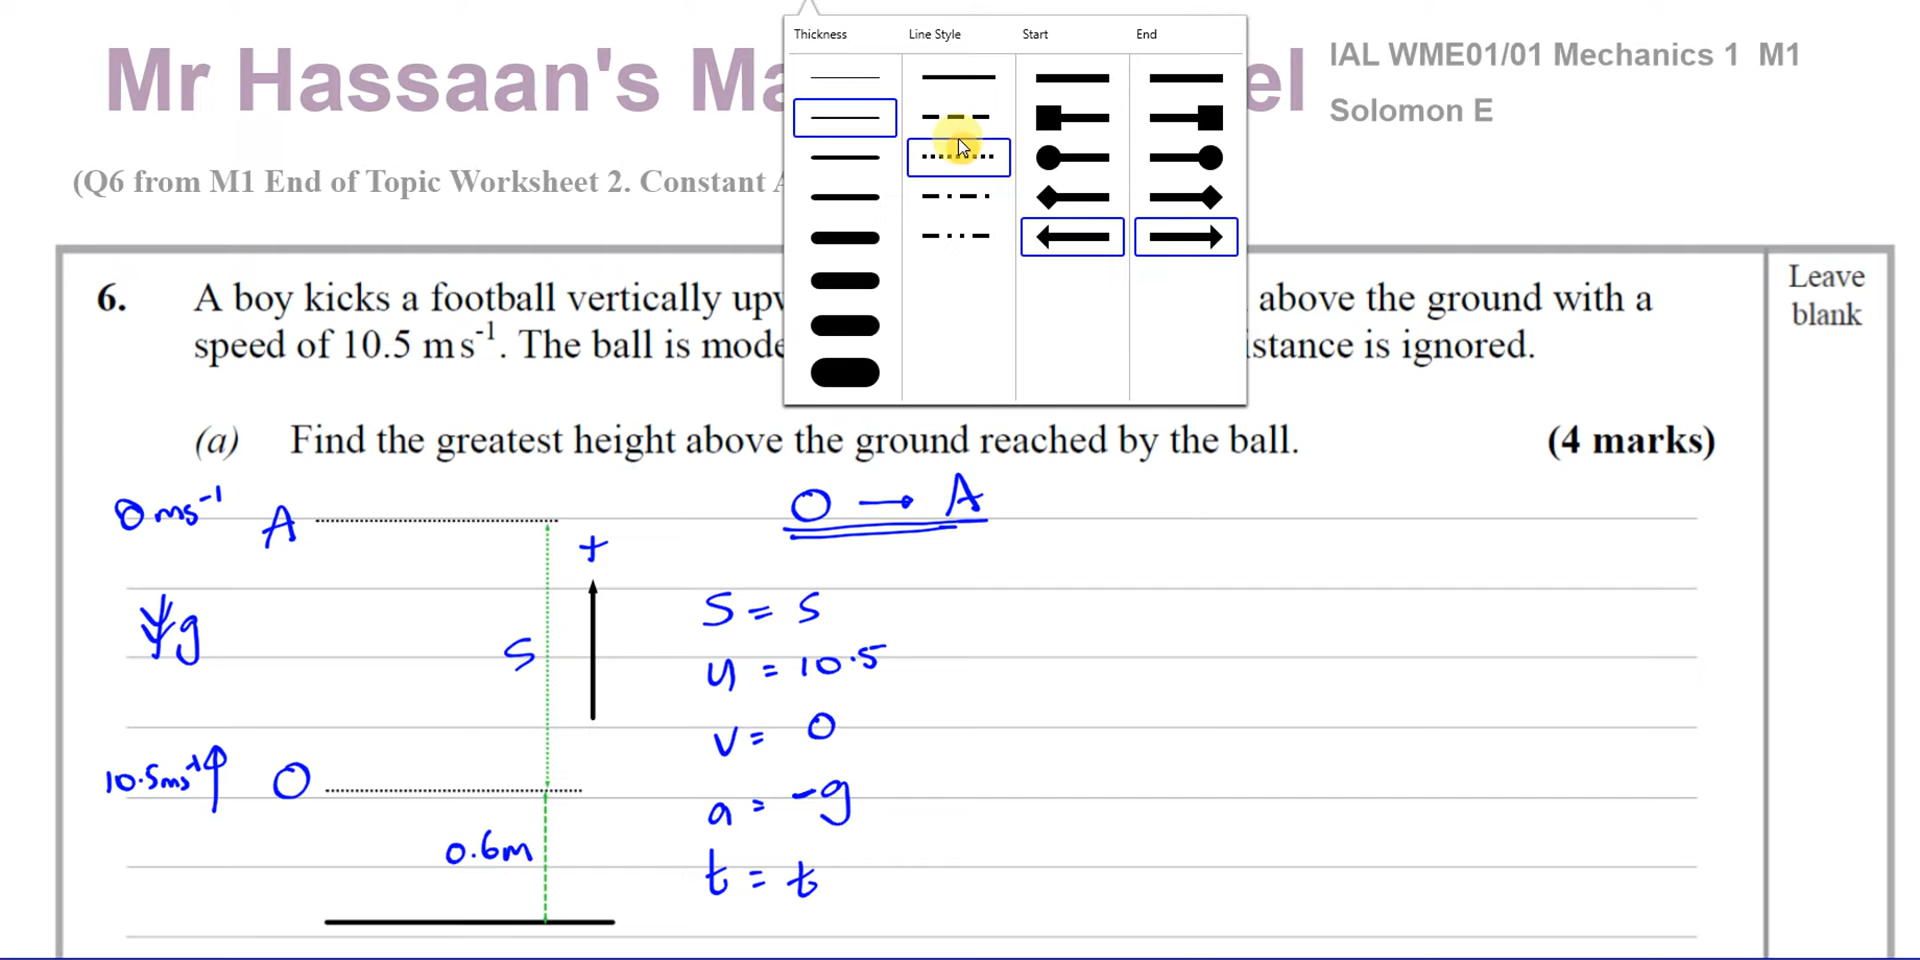 Thickness Line Style Start End
Mr Hassaan's Ma el
IAL WME01/01 Mechanics 1 M1
Solomon E
(Q6 from M1 End of Topic Worksheet 2. Constant A
Leave
blank
6. A boy kicks a football vertically upw above the ground with a
speed of 10.5 m s⁻¹. The ball is mode istance is ignored.
(a) Find the greatest height above the ground reached by the ball. (4 marks)
0 ms⁻¹ A
O → A
+
g
S
S = s
u = 10.5
v = 0
10.5ms⁻¹ O
a = -g
0.6m
t = t